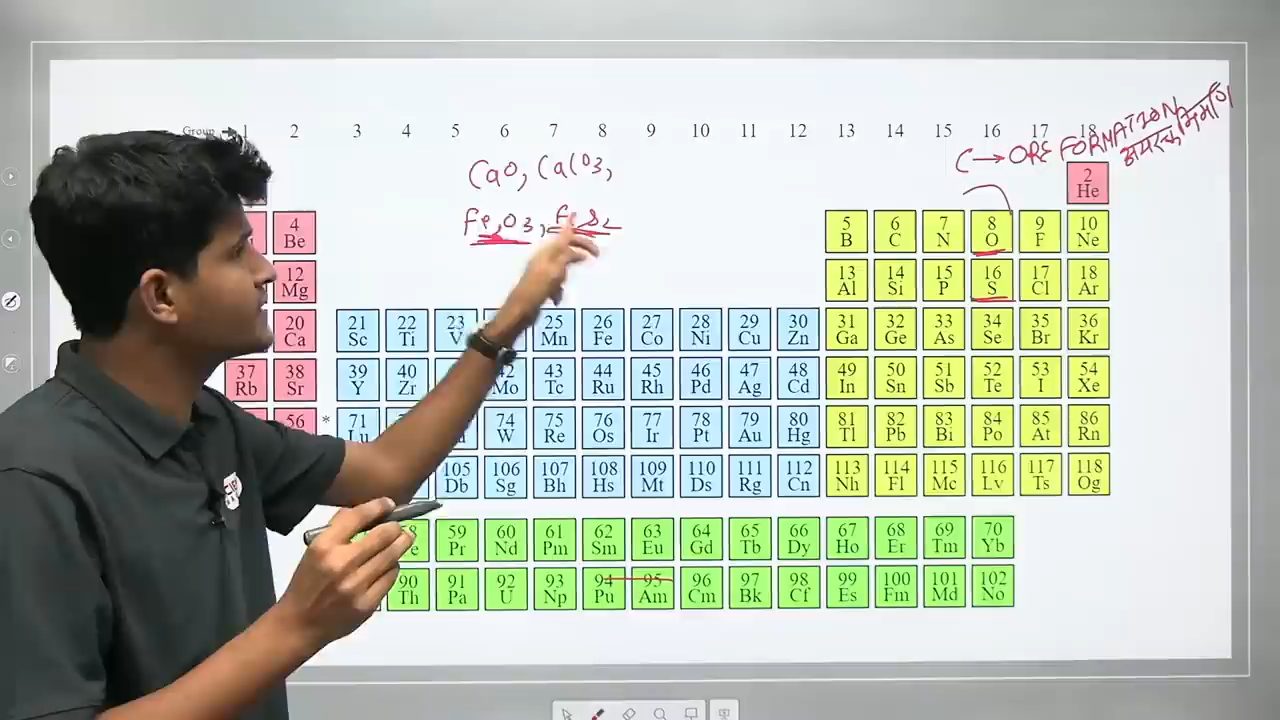 Group 1 2 3 4 5 6 7 8 9 10 11 12 13 14 15 16 17 18
C → ORE FORMATION
अयस्क निर्माण
CaO, CaCO3,
2
He
Fe2O3,
4 5 6 7 8 9 10
Be B C N O F Ne
12 13 14 15 16 17 18
Mg Al Si P S Cl Ar
20 21 22 23 25 26 27 28 29 30 31 32 33 34 35 36
Ca Sc Ti V Mn Fe Co Ni Cu Zn Ga Ge As Se Br Kr
37 38 39 40 42 43 44 45 46 47 48 49 50 51 52 53 54
Rb Sr Y Zr Mo Tc Ru Rh Pd Ag Cd In Sn Sb Te I Xe
56 * 71 74 75 76 77 78 79 80 81 82 83 84 85 86
Lu W Re Os Ir Pt Au Hg Tl Pb Bi Po At Rn
105 106 107 108 109 110 111 112 113 114 115 116 117 118
Db Sg Bh Hs Mt Ds Rg Cn Nh Fl Mc Lv Ts Og
59 60 61 62 63 64 65 66 67 68 69 70
Pr Nd Pm Sm Eu Gd Tb Dy Ho Er Tm Yb
90 91 92 93 94 95 96 97 98 99 100 101 102
Th Pa U Np Pu Am Cm Bk Cf Es Fm Md No